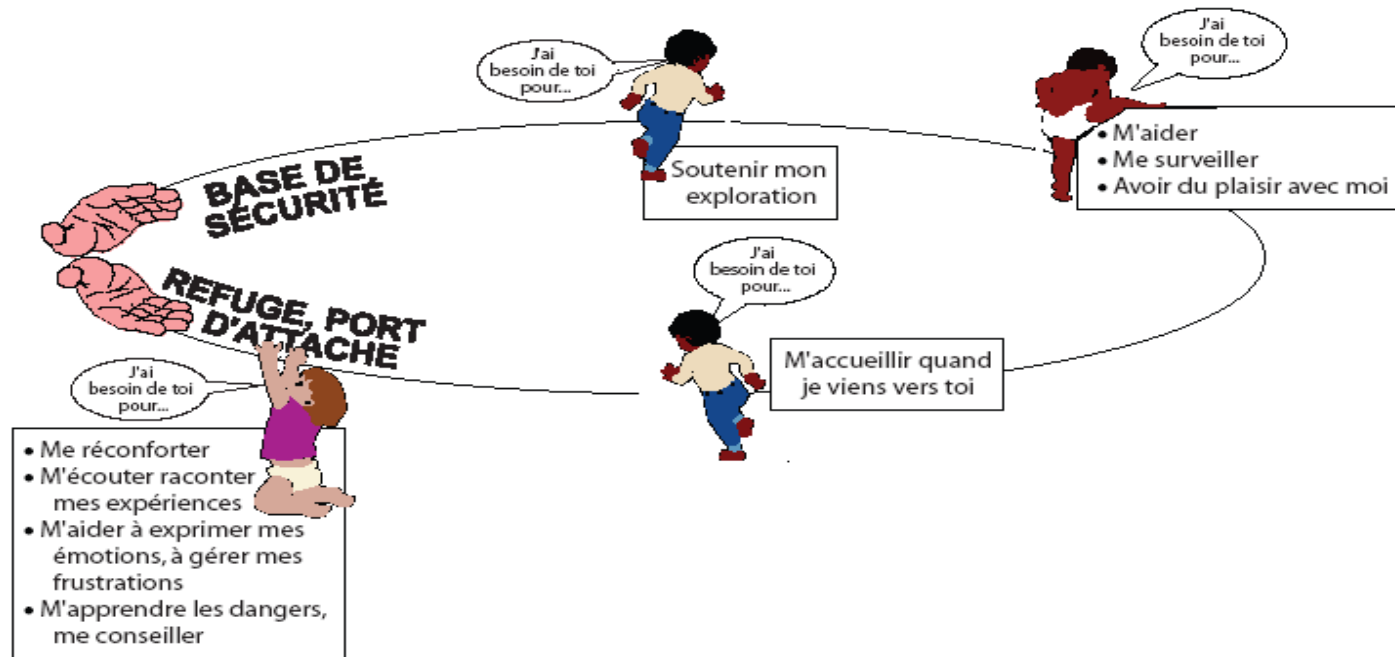 J'ai
besoin de toi
pour...
J'ai
besoin de toi
pour...
BASE DE
SÉCURITÉ
Soutenir mon
exploration
• M'aider
• Me surveiller
• Avoir du plaisir avec moi
REFUGE, PORT
D'ATTACHE
J'ai
besoin de toi
pour...
M'accueillir quand
je viens vers toi
J'ai
besoin de toi
pour...
• Me réconforter
• M'écouter raconter
mes expériences
• M'aider à exprimer mes
émotions, à gérer mes
frustrations
• M'apprendre les dangers,
me conseiller